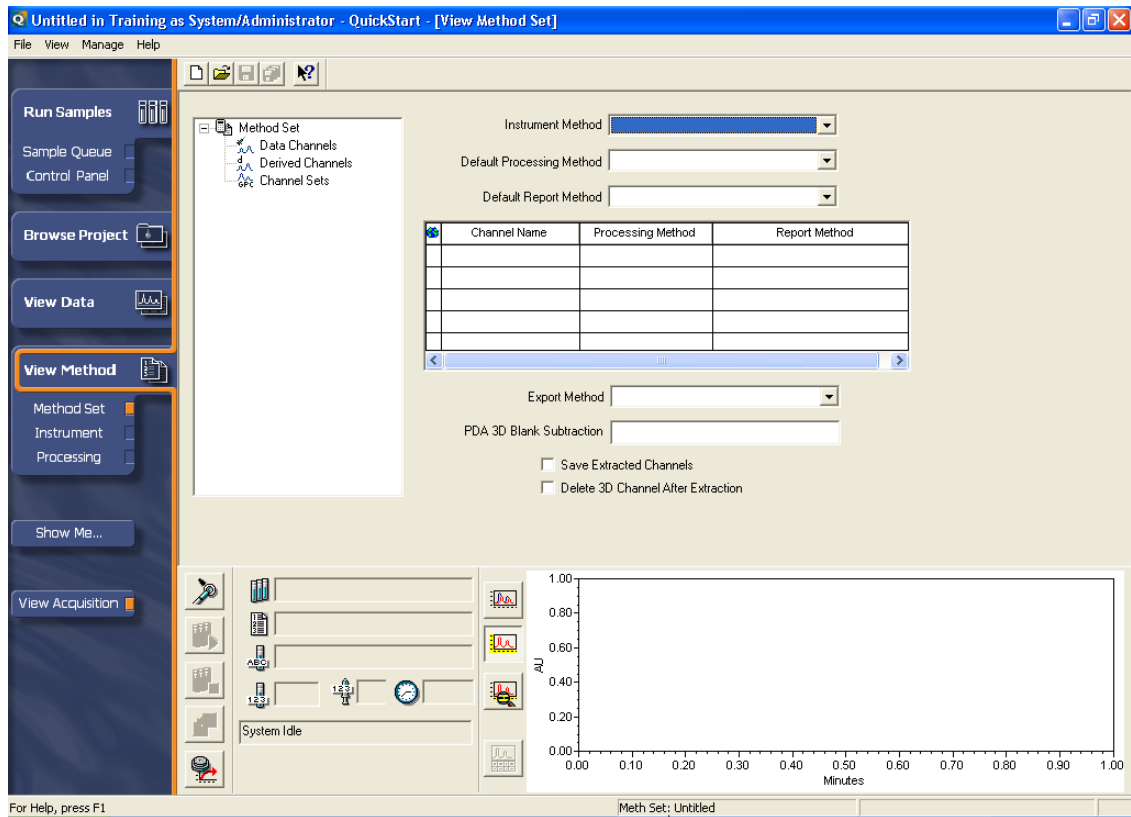 Untitled in Training as System/Administrator - QuickStart - [View Method Set]
File View Manage Help
Run Samples
Sample Queue
Control Panel
Browse Project
View Data
View Method
Method Set
Instrument
Processing
Show Me...
View Acquisition
Method Set
Data Channels
Derived Channels
GPC Channel Sets
Instrument Method
Default Processing Method
Default Report Method
Channel Name Processing Method Report Method
Export Method
PDA 3D Blank Subtraction
Save Extracted Channels
Delete 3D Channel After Extraction
ABC
123 123
System Idle
1.00
0.80
0.60
0.40
0.20
0.00
AU
0.00 0.10 0.20 0.30 0.40 0.50 0.60 0.70 0.80 0.90 1.00
Minutes
For Help, press F1 Meth Set: Untitled